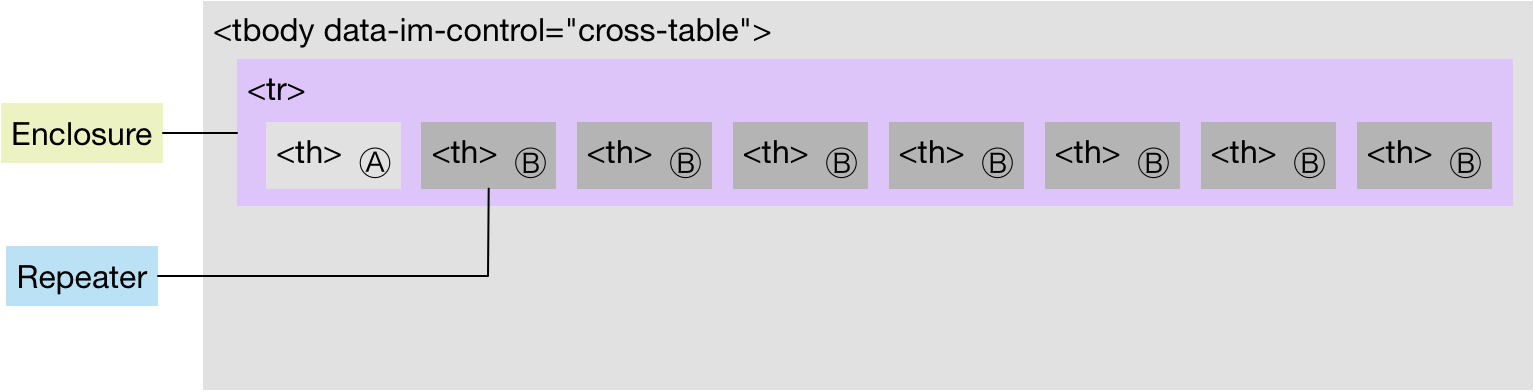 <tbody data-im-control="cross-table">
<tr>
Enclosure
<th> Ⓐ <th> Ⓑ <th> Ⓑ <th> Ⓑ <th> Ⓑ <th> Ⓑ <th> Ⓑ <th> Ⓑ
Repeater